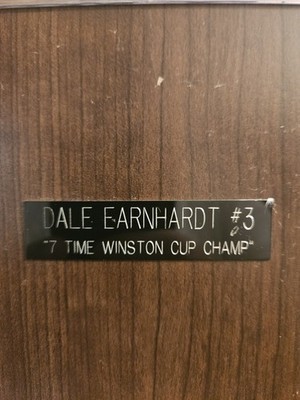 DALE EARNHARDT #3
"7 TIME WINSTON CUP CHAMP"